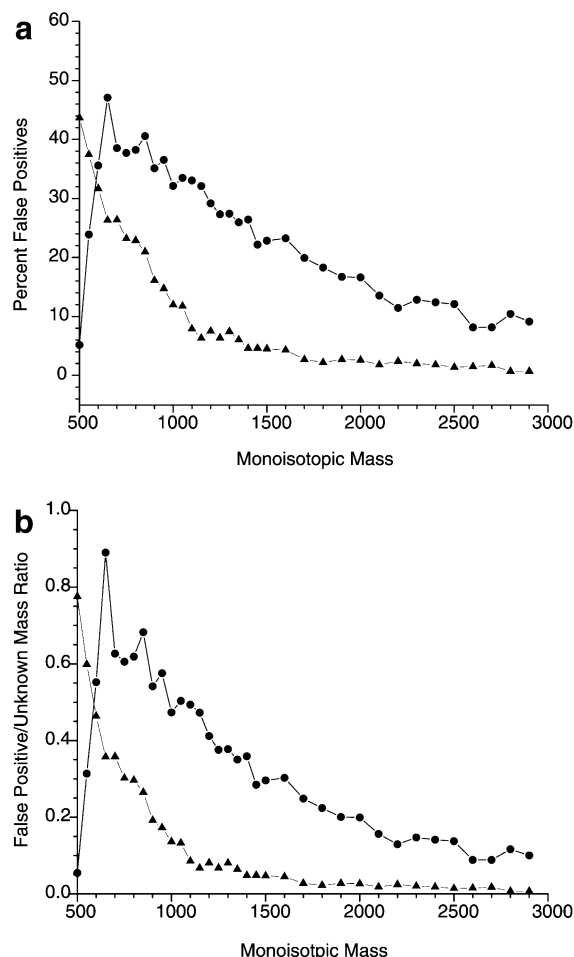 a
60
50
40
30
20
10
0
Percent False Positives
500 1000 1500 2000 2500 3000
Monoisotopic Mass
b
1.0
0.8
0.6
0.4
0.2
0.0
False Positive/Unknown Mass Ratio
500 1000 1500 2000 2500 3000
Monoisotpic Mass